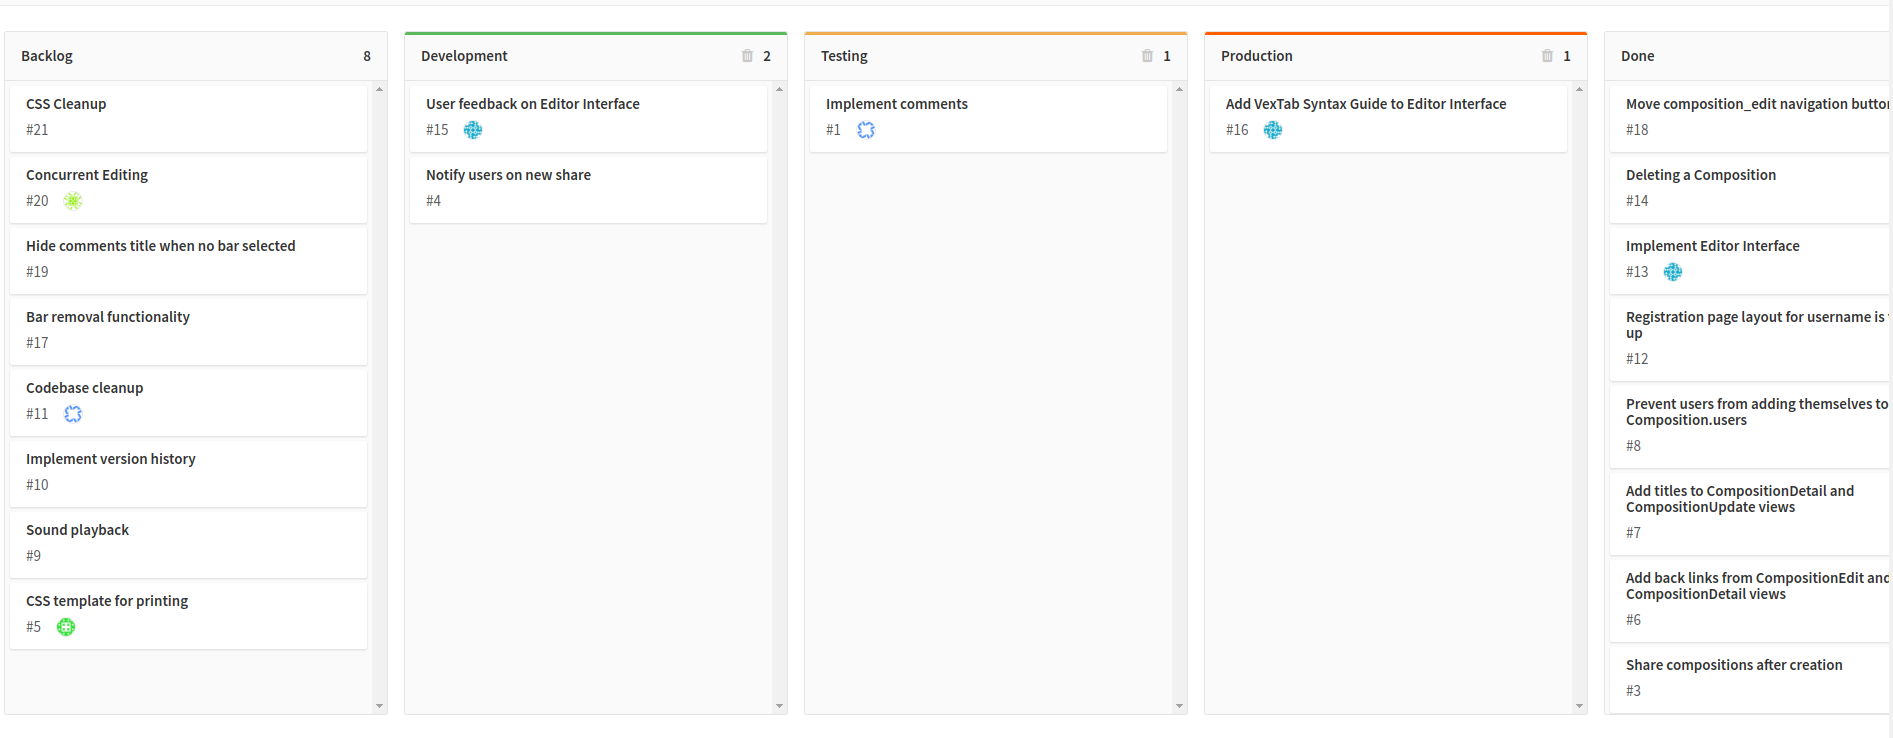 Backlog 8
CSS Cleanup
#21
Concurrent Editing
#20
Hide comments title when no bar selected
#19
Bar removal functionality
#17
Codebase cleanup
#11
Implement version history
#10
Sound playback
#9
CSS template for printing
#5
Development 2
User feedback on Editor Interface
#15
Notify users on new share
#4
Testing 1
Implement comments
#1
Production 1
Add VexTab Syntax Guide to Editor Interface
#16
Done
Move composition_edit navigation
#18
Deleting a Composition
#14
Implement Editor Interface
#13
Registration page layout for username is
up
#12
Prevent users from adding themselves to
Composition.users
#8
Add titles to CompositionDetail and
CompositionUpdate views
#7
Add back links from CompositionEdit and
CompositionDetail views
#6
Share compositions after creation
#3